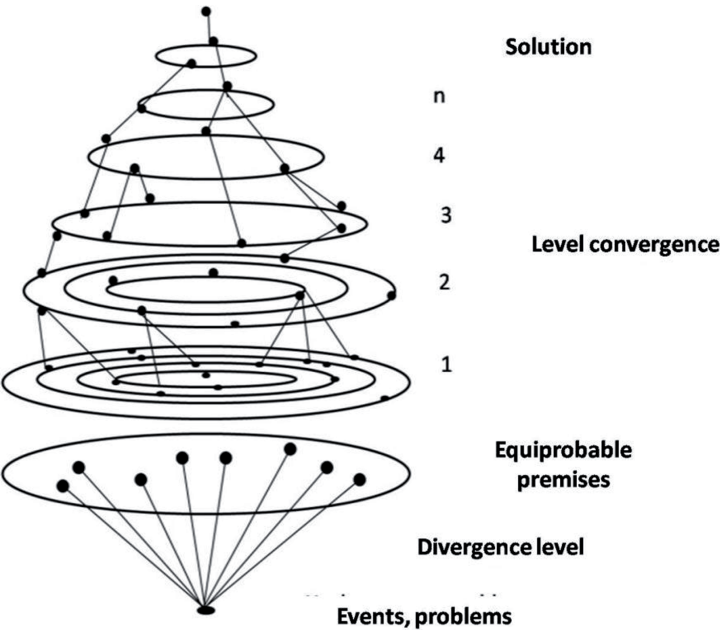 Solution
n
4
3
Level convergence
2
1
Equiprobable
premises
Divergence level
Events, problems